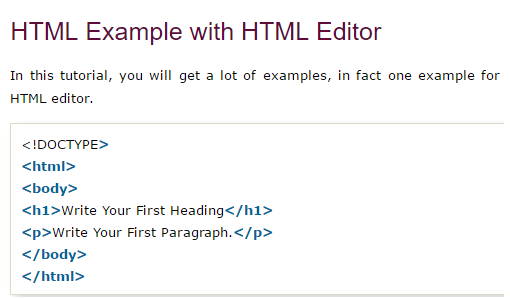 HTML Example with HTML Editor
In this tutorial, you will get a lot of examples, in fact one example for
HTML editor.
<!DOCTYPE>
<html>
<body>
<h1>Write Your First Heading</h1>
<p>Write Your First Paragraph.</p>
</body>
</html>